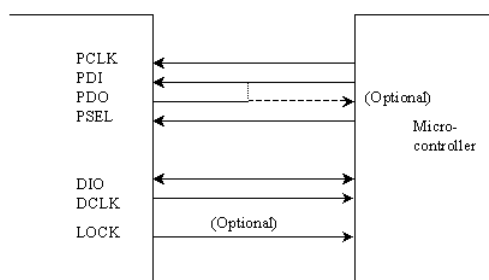 PCLK
PDI
PDO
(Optional)
PSEL
Micro-
controller
DIO
DCLK
LOCK
(Optional)